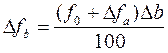 Δf_b = (f_0 + Δf_a)Δb / 100